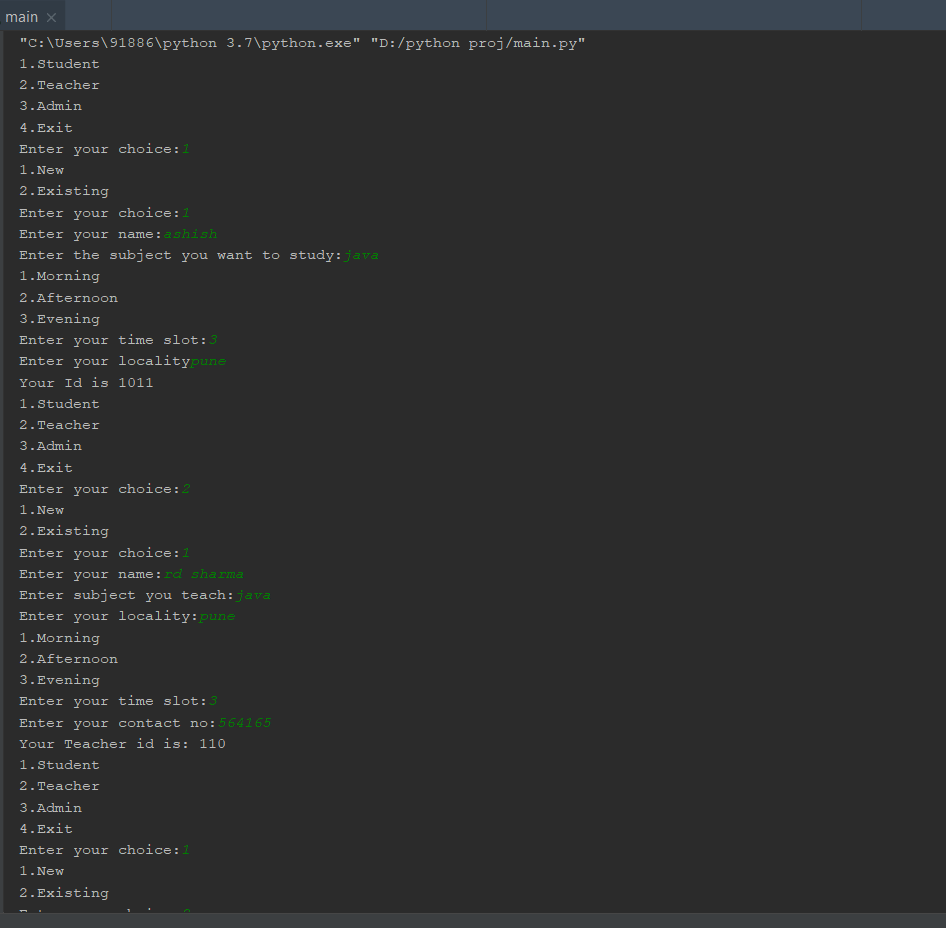 main
"C:\Users\91886\python 3.7\python.exe" "D:/python proj/main.py"
1.Student
2.Teacher
3.Admin
4.Exit
Enter your choice:1
1.New
2.Existing
Enter your choice:1
Enter your name:ashish
Enter the subject you want to study:java
1.Morning
2.Afternoon
3.Evening
Enter your time slot:3
Enter your localitypune
Your Id is 1011
1.Student
2.Teacher
3.Admin
4.Exit
Enter your choice:2
1.New
2.Existing
Enter your choice:1
Enter your name:rd sharma
Enter subject you teach:java
Enter your locality:pune
1.Morning
2.Afternoon
3.Evening
Enter your time slot:3
Enter your contact no:564165
Your Teacher id is: 110
1.Student
2.Teacher
3.Admin
4.Exit
Enter your choice:1
1.New
2.Existing